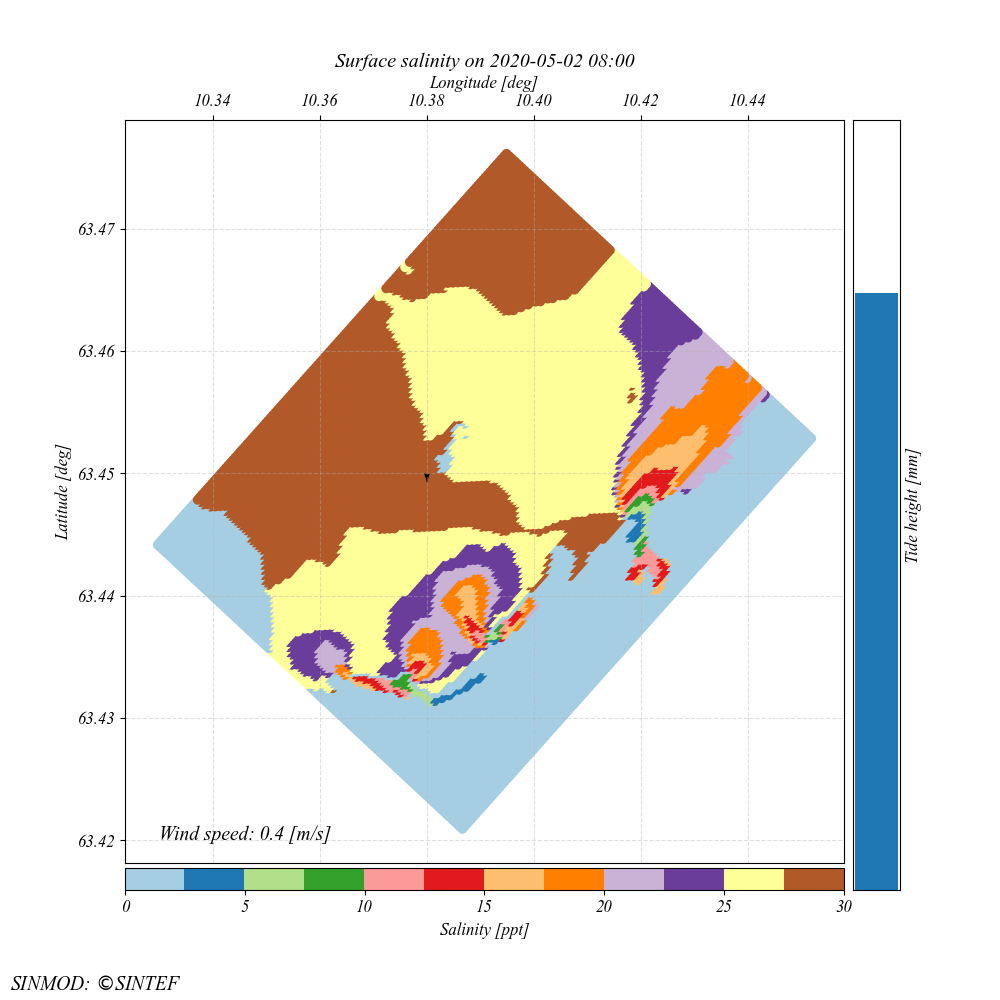 Surface salinity on 2020-05-02 08:00
Longitude [deg]
10.34 10.36 10.38 10.40 10.42 10.44
63.47
63.46
63.45
63.44
63.43
63.42
Latitude [deg]
Tide height [mm]
Wind speed: 0.4 [m/s]
0 5 10 15 20 25 30
Salinity [ppt]
SINMOD: ©SINTEF